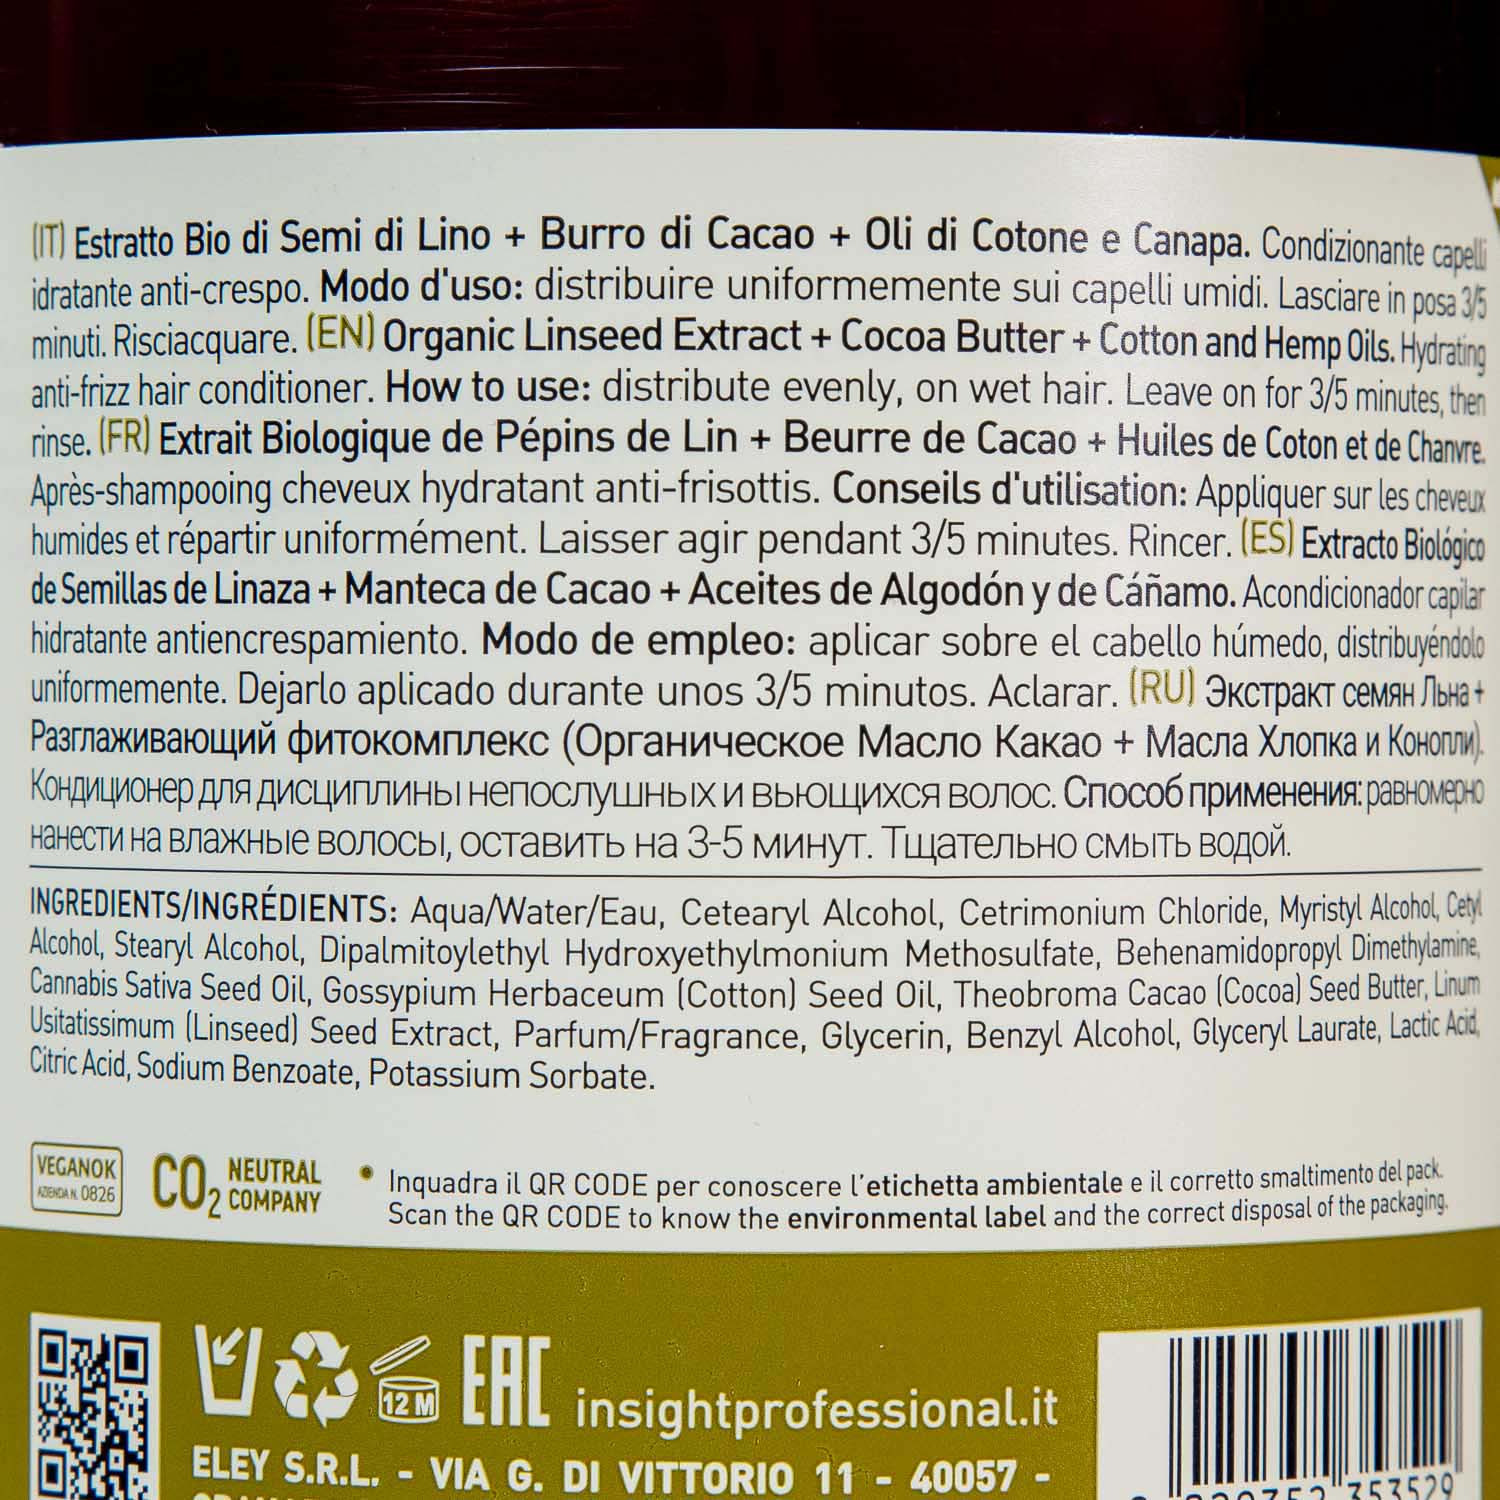 (IT) Estratto Bio di Semi di Lino + Burro di Cacao + Oli di Cotone e Canapa. Condizionante capelli
idratante anti-crespo. Modo d'uso: distribuire uniformemente sui capelli umidi. Lasciare in posa 3/5
minuti. Risciacquare. (EN) Organic Linseed Extract + Cocoa Butter + Cotton and Hemp Oils. Hydrating
anti-frizz hair conditioner. How to use: distribute evenly, on wet hair. Leave on for 3/5 minutes, then
rinse. (FR) Extrait Biologique de Pépins de Lin + Beurre de Cacao + Huiles de Coton et de Chanvre.
Après-shampooing cheveux hydratant anti-frisottis. Conseils d'utilisation: Appliquer sur les cheveux
humides et répartir uniformément. Laisser agir pendant 3/5 minutes. Rincer. (ES) Extracto Biológico
de Semillas de Linaza + Manteca de Cacao + Aceites de Algodón y de Cáñamo. Acondicionador capilar
hidratante antiencrespamiento. Modo de empleo: aplicar sobre el cabello húmedo, distribuyéndolo
uniformemente. Dejarlo aplicado durante unos 3/5 minutos. Aclarar. (RU) Экстракт семян Льна +
Разглаживающий фитокомплекс (Органическое Масло Какао + Масла Хлопка и Конопли).
Кондиционер для дисциплины непослушных и вьющихся волос. Способ применения: равномерно
нанести на влажные волосы, оставить на 3-5 минут. Тщательно смыть водой.
INGREDIENTS/INGRÉDIENTS: Aqua/Water/Eau, Cetearyl Alcohol, Cetrimonium Chloride, Myristyl Alcohol, Cetyl
Alcohol, Stearyl Alcohol, Dipalmitoylethyl Hydroxyethylmonium Methosulfate, Behenamidopropyl Dimethylamine,
Cannabis Sativa Seed Oil, Gossypium Herbaceum (Cotton) Seed Oil, Theobroma Cacao (Cocoa) Seed Butter, Linum
Usitatissimum (Linseed) Seed Extract, Parfum/Fragrance, Glycerin, Benzyl Alcohol, Glyceryl Laurate, Lactic Acid,
Citric Acid, Sodium Benzoate, Potassium Sorbate.
VEGANOK
AZIENDA N. 0826
CO2 NEUTRAL
COMPANY
• Inquadra il QR CODE per conoscere l'etichetta ambientale e il corretto smaltimento del pack.
Scan the QR CODE to know the environmental label and the correct disposal of the packaging.
12 M
EAC
insightprofessional.it
ELEY S.R.L. - VIA G. DI VITTORIO 11 - 40057 -
353529